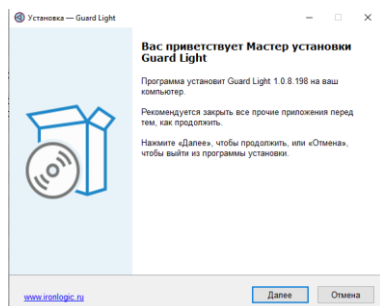 Установка — Guard Light
Вас приветствует Мастер установки
Guard Light
Программа установит Guard Light 1.0.8.198 на ваш
компьютер.
Рекомендуется закрыть все прочие приложения перед
тем, как продолжить.
Нажмите «Далее», чтобы продолжить, или «Отмена»,
чтобы выйти из программы установки.
www.ironlogic.ru
Далее
Отмена